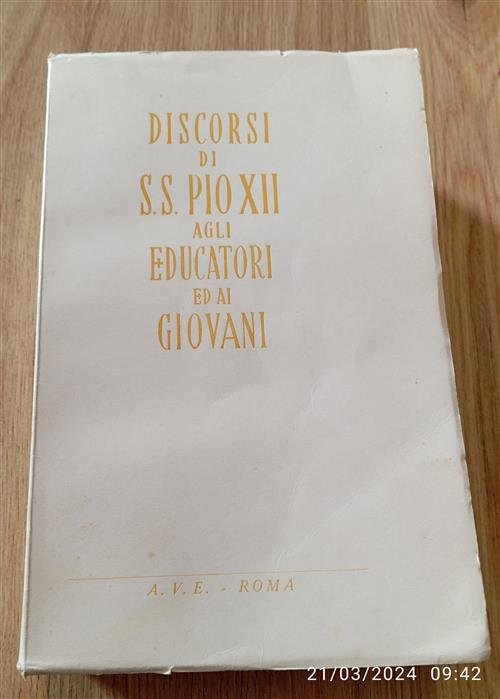 DISCORSI
DI
S.S. PIO XII
AGLI
EDUCATORI
ED AI
GIOVANI
A. V. E. - ROMA
21/03/2024 09:42